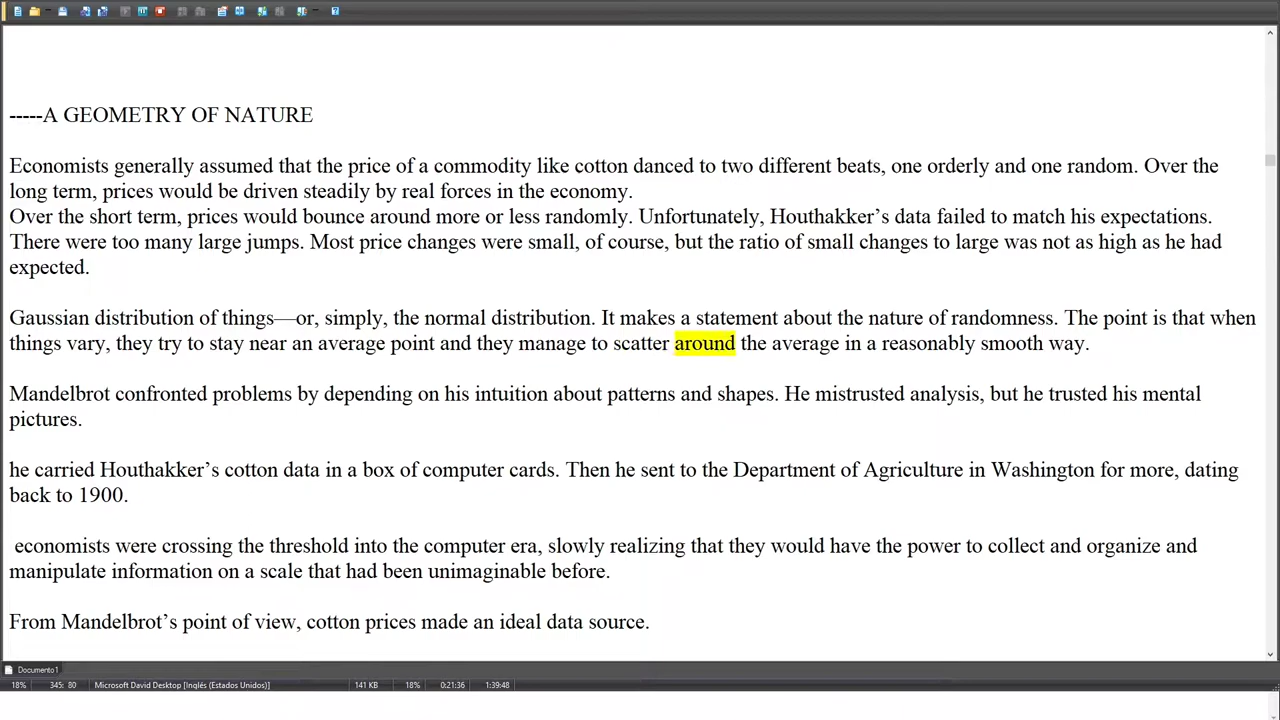 -----A GEOMETRY OF NATURE
Economists generally assumed that the price of a commodity like cotton danced to two different beats, one orderly and one random. Over the
long term, prices would be driven steadily by real forces in the economy.
Over the short term, prices would bounce around more or less randomly. Unfortunately, Houthakker’s data failed to match his expectations.
There were too many large jumps. Most price changes were small, of course, but the ratio of small changes to large was not as high as he had
expected.
Gaussian distribution of things—or, simply, the normal distribution. It makes a statement about the nature of randomness. The point is that when
things vary, they try to stay near an average point and they manage to scatter around the average in a reasonably smooth way.
Mandelbrot confronted problems by depending on his intuition about patterns and shapes. He mistrusted analysis, but he trusted his mental
pictures.
he carried Houthakker’s cotton data in a box of computer cards. Then he sent to the Department of Agriculture in Washington for more, dating
back to 1900.
economists were crossing the threshold into the computer era, slowly realizing that they would have the power to collect and organize and
manipulate information on a scale that had been unimaginable before.
From Mandelbrot’s point of view, cotton prices made an ideal data source.
Documento1
18% 345: 80 Microsoft David Desktop [Inglés (Estados Unidos)] 141 KB 18% 0:21:36 1:39:48